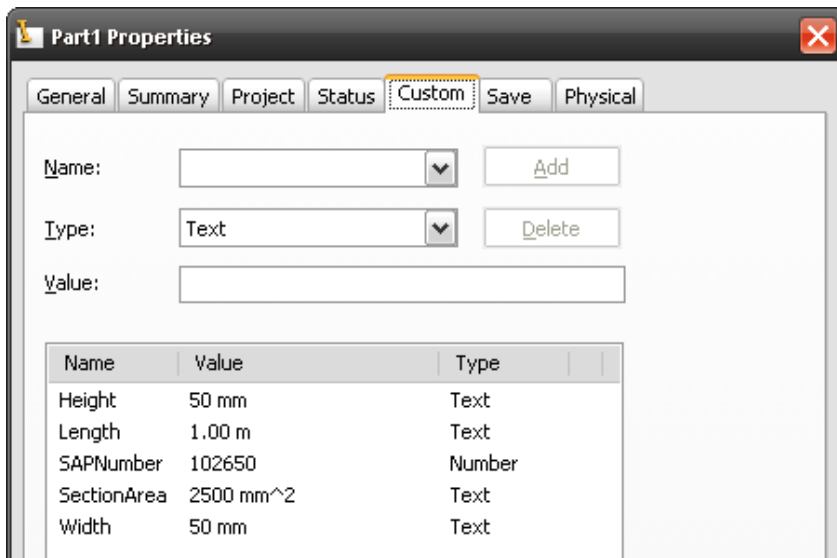 Part1 Properties
General Summary Project Status Custom Save Physical
Name: Add
Type: Text Delete
Value:
Name Value Type
Height 50 mm Text
Length 1.00 m Text
SAPNumber 102650 Number
SectionArea 2500 mm^2 Text
Width 50 mm Text